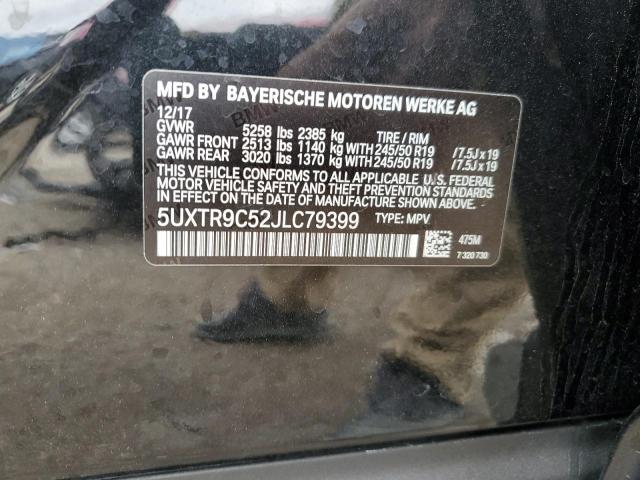 MFD BY BAYERISCHE MOTOREN WERKE AG
12/17
GVWR 5258 lbs 2385 kg TIRE / RIM
GAWR FRONT 2513 lbs 1140 kg WITH 245/50 R19 /7.5J x 19
GAWR REAR 3020 lbs 1370 kg WITH 245/50 R19 /7.5J x 19
THIS VEHICLE CONFORMS TO ALL APPLICABLE U.S. FEDERAL
MOTOR VEHICLE SAFETY AND THEFT PREVENTION STANDARDS
IN EFFECT ON THE DATE OF MANUFACTURE SHOWN ABOVE.
5UXTR9C52JLC79399 TYPE: MPV
475M
7 320 730